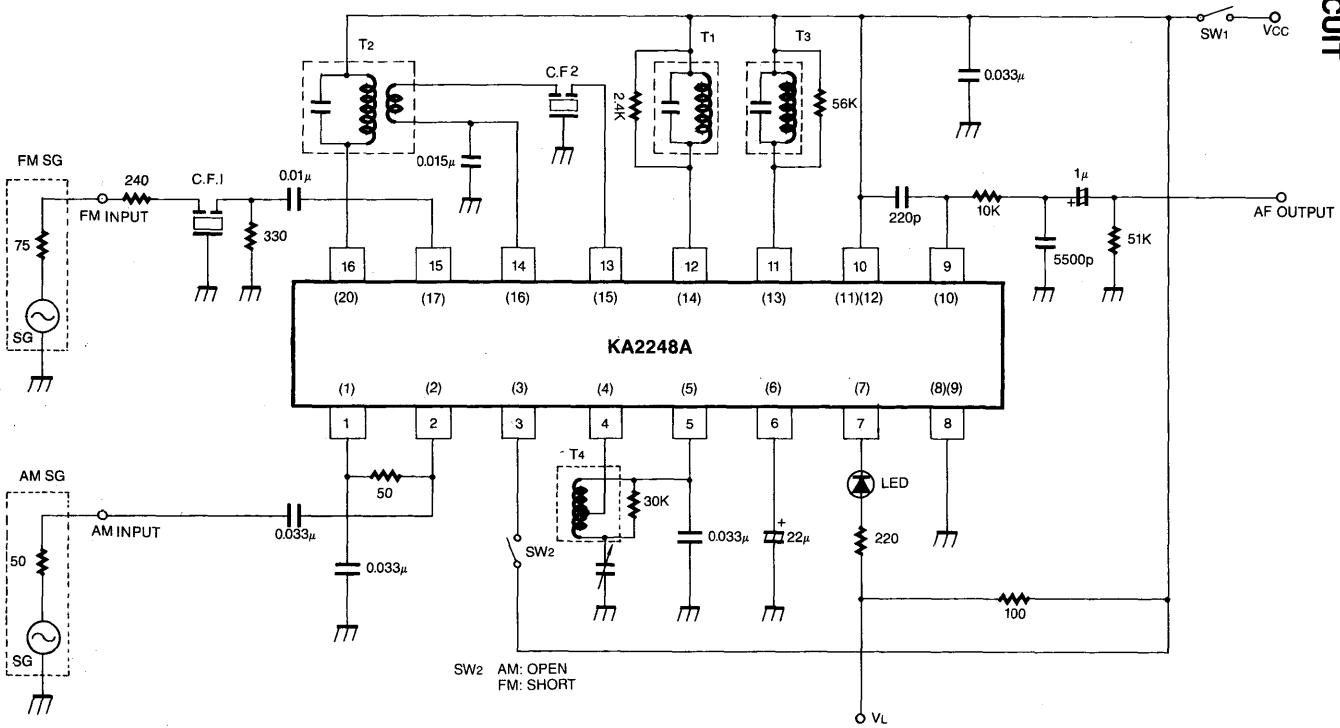 CUIT
SW1
VCC
T2
T1
T3
C.F.2
2.4K
56K
0.033μ
0.015μ
FM SG
240
C.F.1
0.01μ
FM INPUT
330
75
SG
220p
10K
1μ
+
AF OUTPUT
5500p
51K
16 15 14 13 12 11 10 9
(20) (17) (16) (15) (14) (13) (11)(12) (10)
KA2248A
(1) (2) (3) (4) (5) (6) (7) (8)(9)
1 2 3 4 5 6 7 8
AM SG
50
T4
30K
LED
AM INPUT
0.033μ
50
SG
0.033μ
SW2
0.033μ
+
22μ
220
100
SW2 AM: OPEN
FM: SHORT
VL